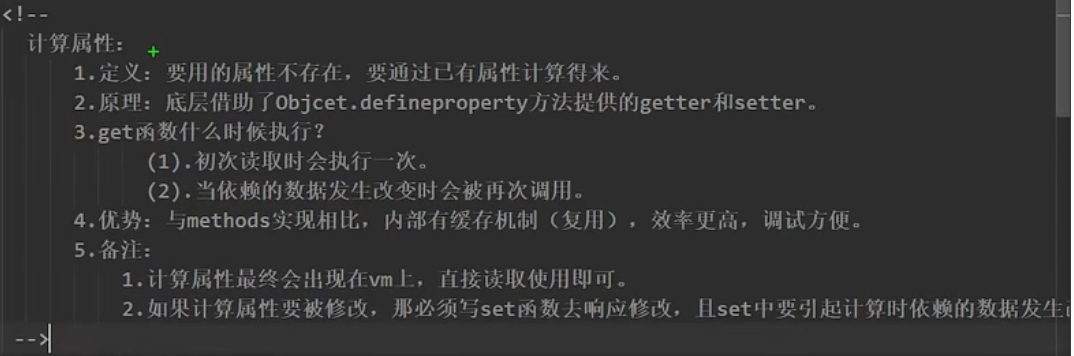 <!--
计算属性：
1.定义：要用的属性不存在，要通过已有属性计算得来。
2.原理：底层借助了Objcet.defineproperty方法提供的getter和setter。
3.get函数什么时候执行？
(1).初次读取时会执行一次。
(2).当依赖的数据发生改变时会被再次调用。
4.优势：与methods实现相比，内部有缓存机制（复用），效率更高，调试方便。
5.备注：
1.计算属性最终会出现在vm上，直接读取使用即可。
2.如果计算属性要被修改，那必须写set函数去响应修改，且set中要引起计算时依赖的数据发生
-->